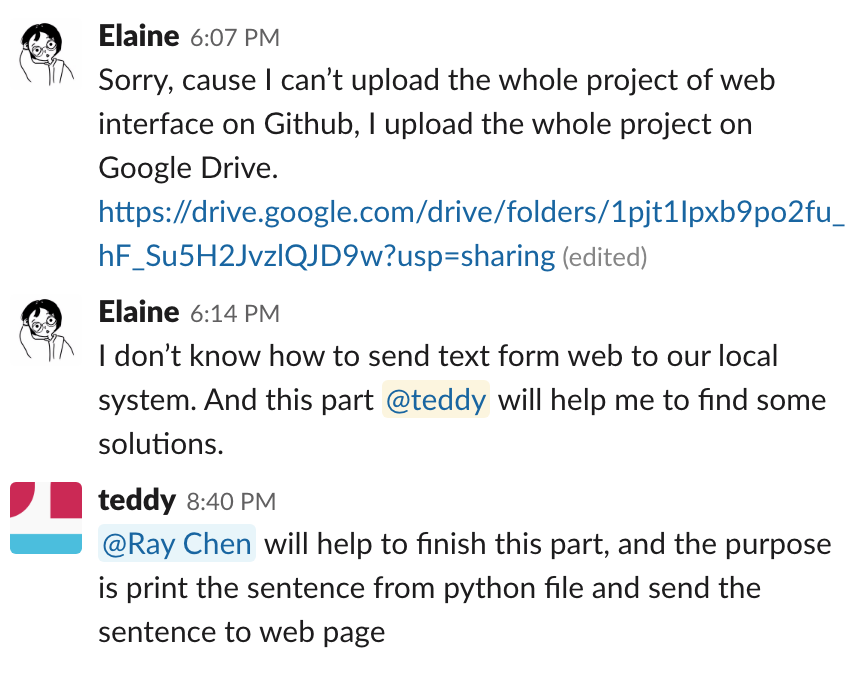 Elaine 6:07 PM
Sorry, cause I can't upload the whole project of web
interface on Github, I upload the whole project on
Google Drive.
https://drive.google.com/drive/folders/1pjt1Ipxb9po2fu_
hF_Su5H2JvzlQJD9w?usp=sharing (edited)
Elaine 6:14 PM
I don't know how to send text form web to our local
system. And this part @teddy will help me to find some
solutions.
teddy 8:40 PM
@Ray Chen will help to finish this part, and the purpose
is print the sentence from python file and send the
sentence to web page